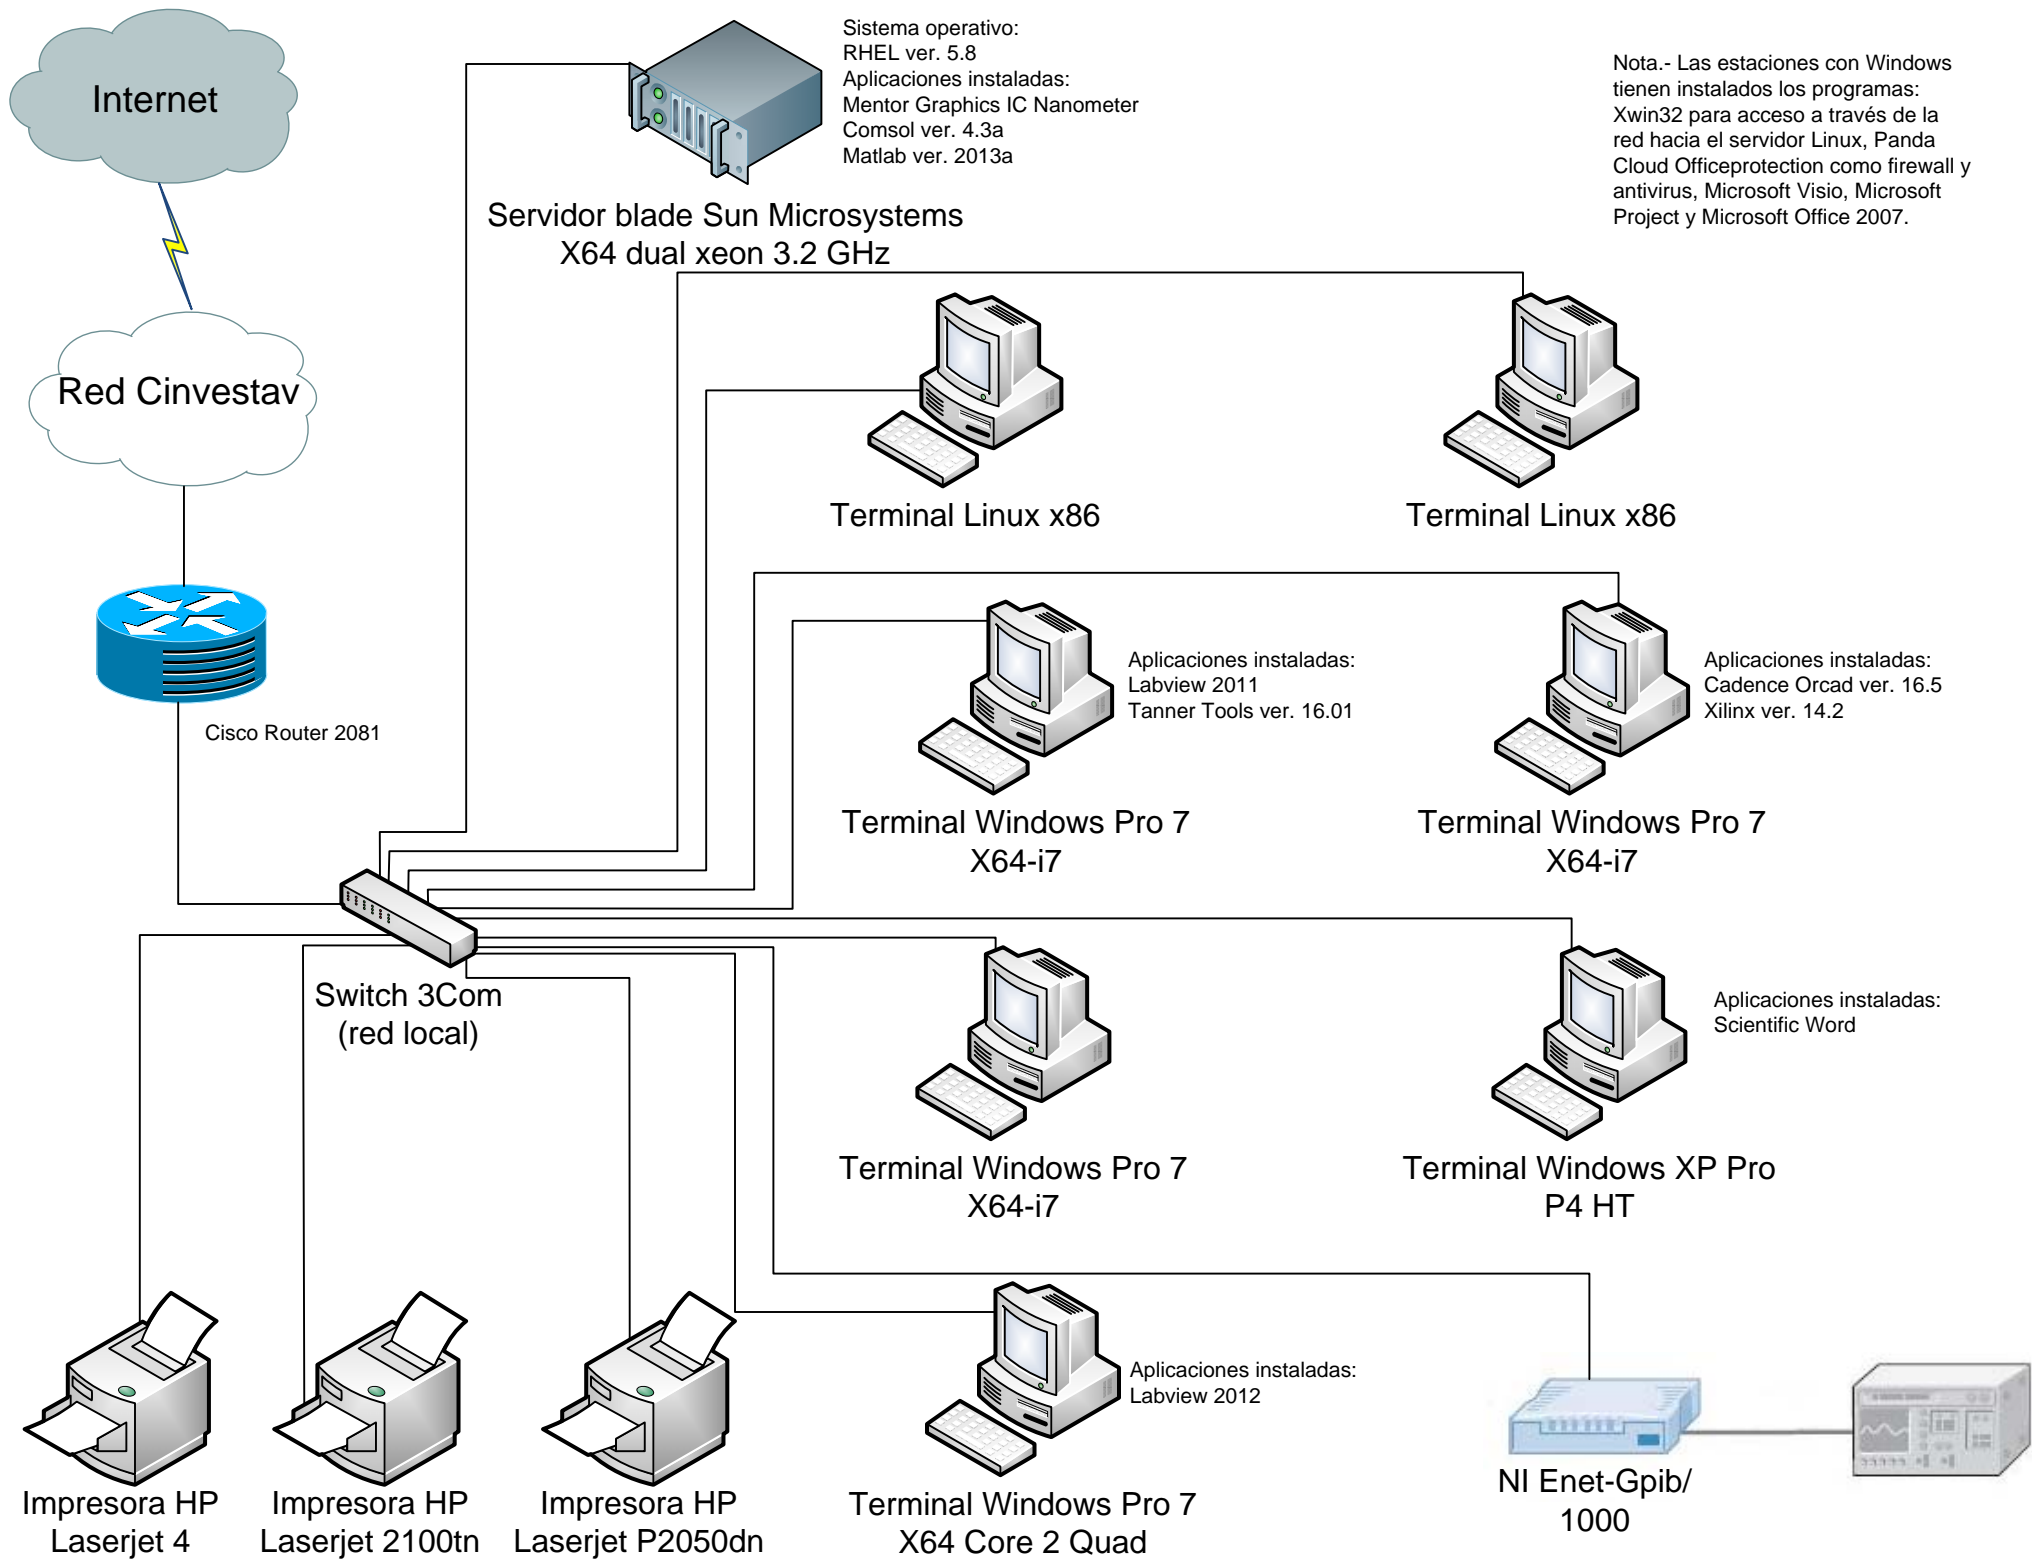 Internet
Sistema operativo:
RHEL ver. 5.8
Aplicaciones instaladas:
Mentor Graphics IC Nanometer
Comsol ver. 4.3a
Matlab ver. 2013a
Nota.- Las estaciones con Windows
tienen instalados los programas:
Xwin32 para acceso a través de la
red hacia el servidor Linux, Panda
Cloud Officeprotection como firewall y
antivirus, Microsoft Visio, Microsoft
Project y Microsoft Office 2007.
Servidor blade Sun Microsystems
X64 dual xeon 3.2 GHz
Red Cinvestav
Terminal Linux x86
Terminal Linux x86
Cisco Router 2081
Aplicaciones instaladas:
Labview 2011
Tanner Tools ver. 16.01
Aplicaciones instaladas:
Cadence Orcad ver. 16.5
Xilinx ver. 14.2
Terminal Windows Pro 7
X64-i7
Terminal Windows Pro 7
X64-i7
Switch 3Com
(red local)
Aplicaciones instaladas:
Scientific Word
Terminal Windows Pro 7
X64-i7
Terminal Windows XP Pro
P4 HT
Aplicaciones instaladas:
Labview 2012
Impresora HP
Laserjet 4
Impresora HP
Laserjet 2100tn
Impresora HP
Laserjet P2050dn
Terminal Windows Pro 7
X64 Core 2 Quad
NI Enet-Gpib/
1000